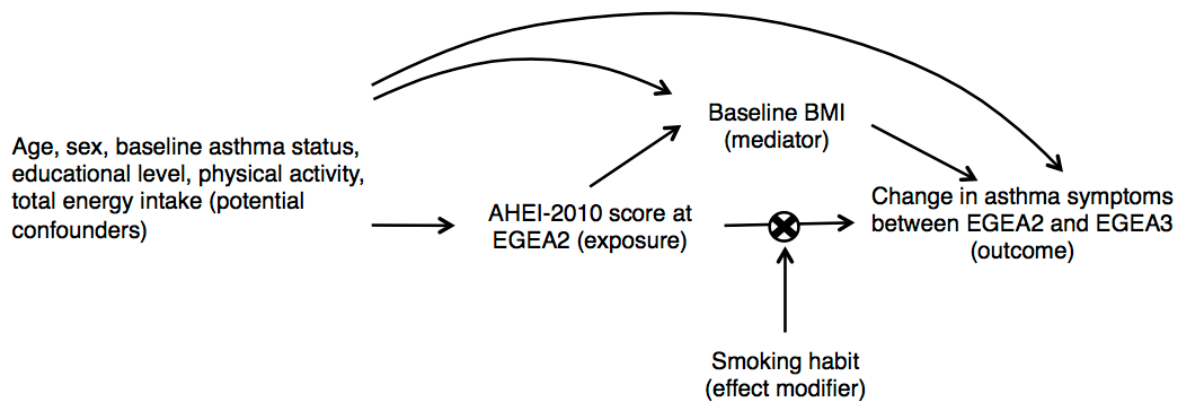 Baseline BMI
(mediator)
Age, sex, baseline asthma status,
educational level, physical activity,
total energy intake (potential
confounders)
AHEI-2010 score at
EGEA2 (exposure)
Change in asthma symptoms
between EGEA2 and EGEA3
(outcome)
Smoking habit
(effect modifier)